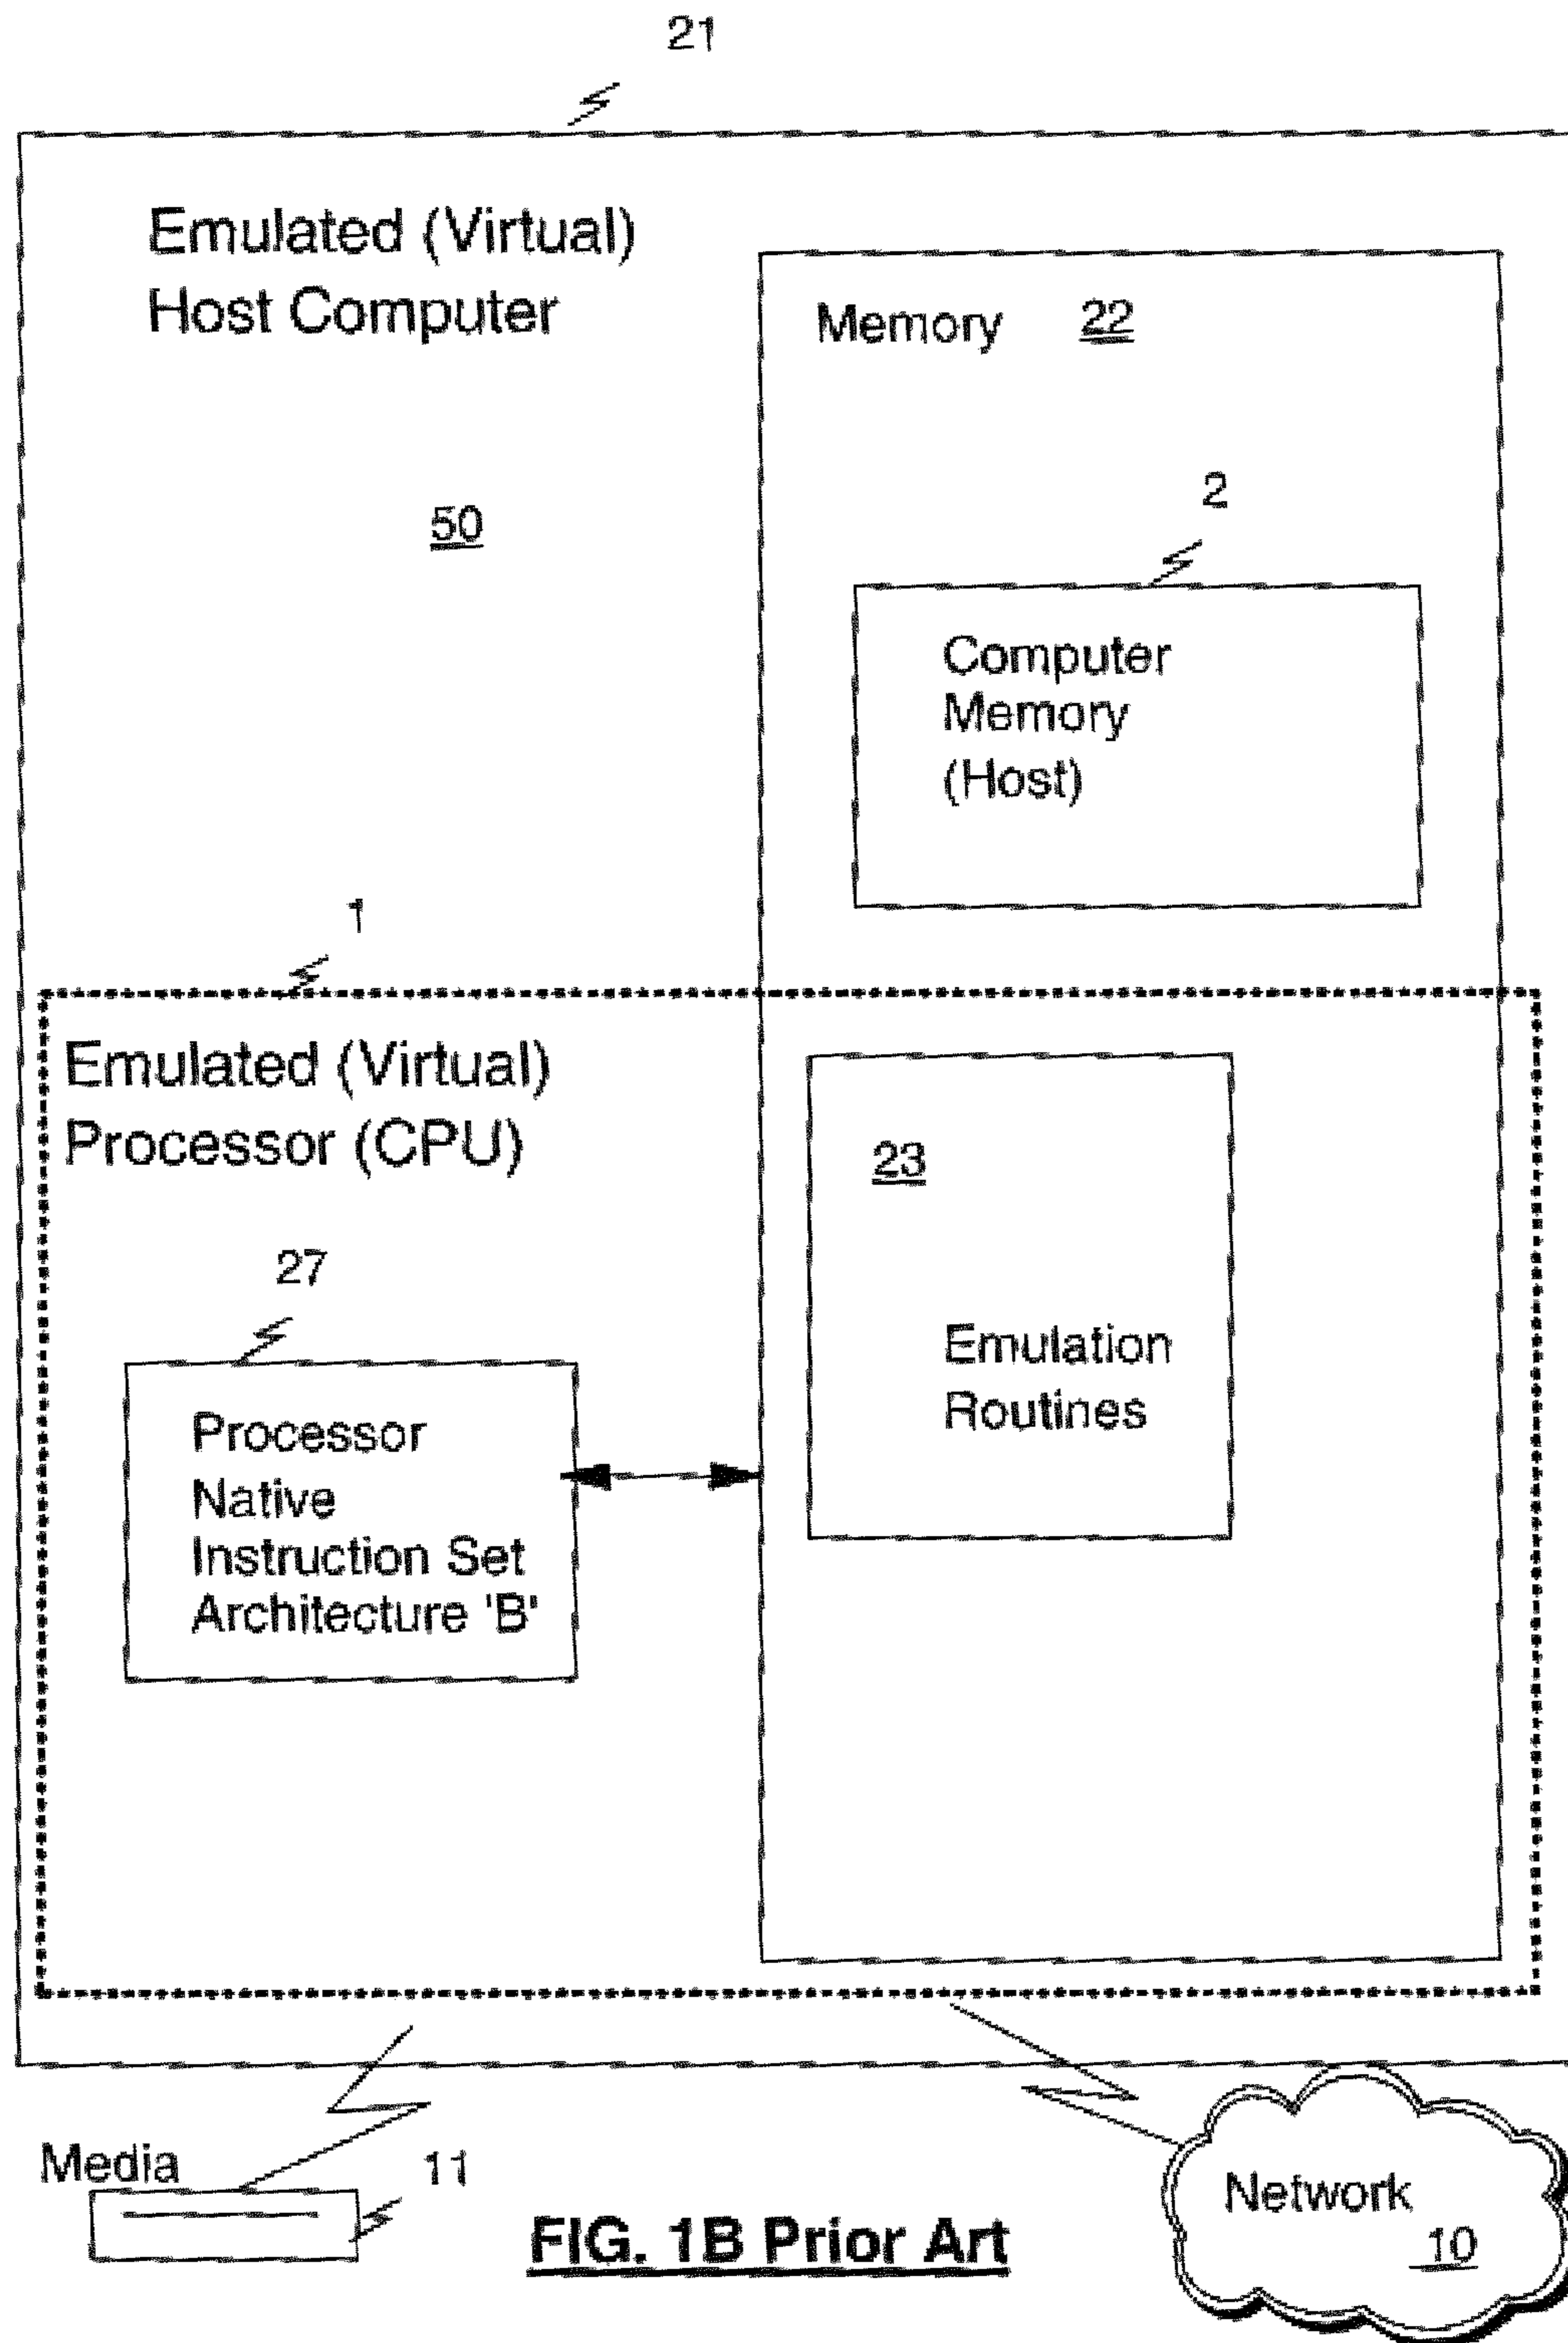 21
Emulated (Virtual)
Host Computer
50
Memory 22
2
Computer
Memory
(Host)
1
Emulated (Virtual)
Processor (CPU)
27
Processor
Native
Instruction Set
Architecture 'B'
23
Emulation
Routines
Media
11
Network
10
FIG. 1B Prior Art